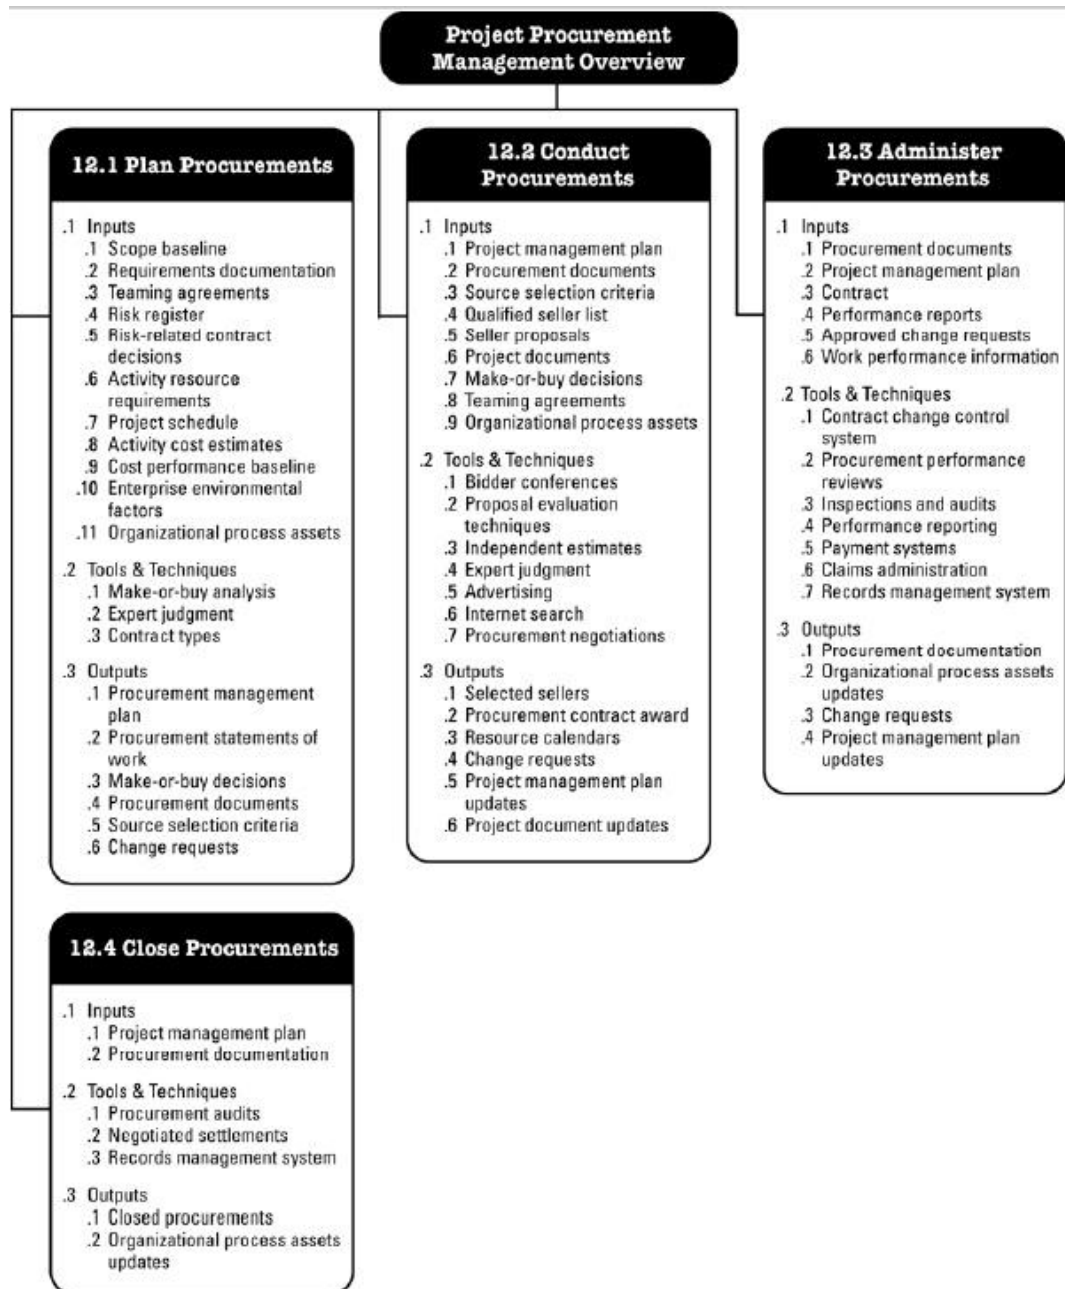 Project Procurement
Management Overview
12.1 Plan Procurements
.1 Inputs
.1 Scope baseline
.2 Requirements documentation
.3 Teaming agreements
.4 Risk register
.5 Risk-related contract
decisions
.6 Activity resource
requirements
.7 Project schedule
.8 Activity cost estimates
.9 Cost performance baseline
.10 Enterprise environmental
factors
.11 Organizational process assets
.2 Tools & Techniques
.1 Make-or-buy analysis
.2 Expert judgment
.3 Contract types
.3 Outputs
.1 Procurement management
plan
.2 Procurement statements of
work
.3 Make-or-buy decisions
.4 Procurement documents
.5 Source selection criteria
.6 Change requests
12.2 Conduct
Procurements
.1 Inputs
.1 Project management plan
.2 Procurement documents
.3 Source selection criteria
.4 Qualified seller list
.5 Seller proposals
.6 Project documents
.7 Make-or-buy decisions
.8 Teaming agreements
.9 Organizational process assets
.2 Tools & Techniques
.1 Bidder conferences
.2 Proposal evaluation
techniques
.3 Independent estimates
.4 Expert judgment
.5 Advertising
.6 Internet search
.7 Procurement negotiations
.3 Outputs
.1 Selected sellers
.2 Procurement contract award
.3 Resource calendars
.4 Change requests
.5 Project management plan
updates
.6 Project document updates
12.3 Administer
Procurements
.1 Inputs
.1 Procurement documents
.2 Project management plan
.3 Contract
.4 Performance reports
.5 Approved change requests
.6 Work performance information
.2 Tools & Techniques
.1 Contract change control
system
.2 Procurement performance
reviews
.3 Inspections and audits
.4 Performance reporting
.5 Payment systems
.6 Claims administration
.7 Records management system
.3 Outputs
.1 Procurement documentation
.2 Organizational process assets
updates
.3 Change requests
.4 Project management plan
updates
12.4 Close Procurements
.1 Inputs
.1 Project management plan
.2 Procurement documentation
.2 Tools & Techniques
.1 Procurement audits
.2 Negotiated settlements
.3 Records management system
.3 Outputs
.1 Closed procurements
.2 Organizational process assets
updates